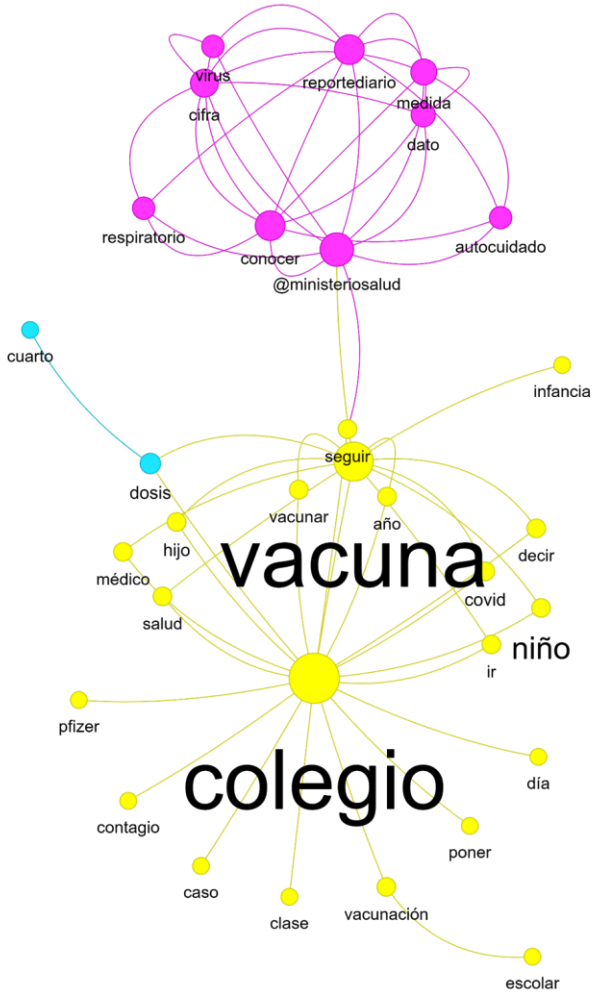 virus
reportediario
medida
cifra
dato
respiratorio
conocer
autocuidado
@ministeriosalud
cuarto
infancia
seguir
dosis
vacunar
año
hijo
vacuna
decir
médico
covid
salud
niño
ir
pfizer
colegio
día
contagio
poner
caso
clase
vacunación
escolar